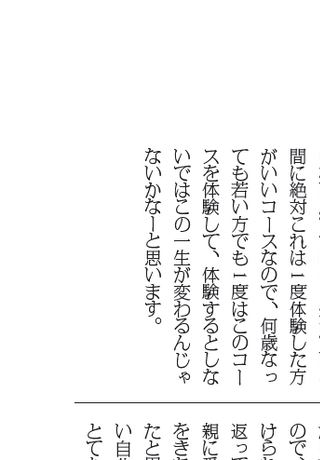 間に絶対これは1度体験した方
がいいコースなので、何歳なっ
ても若い方でも1度はこのコー
スを体験して、体験するとしな
いではこの一生が変わるんじゃ
ないかなーと思います。
ので
けられ
返って
親に
をき
たと思
い自
とても